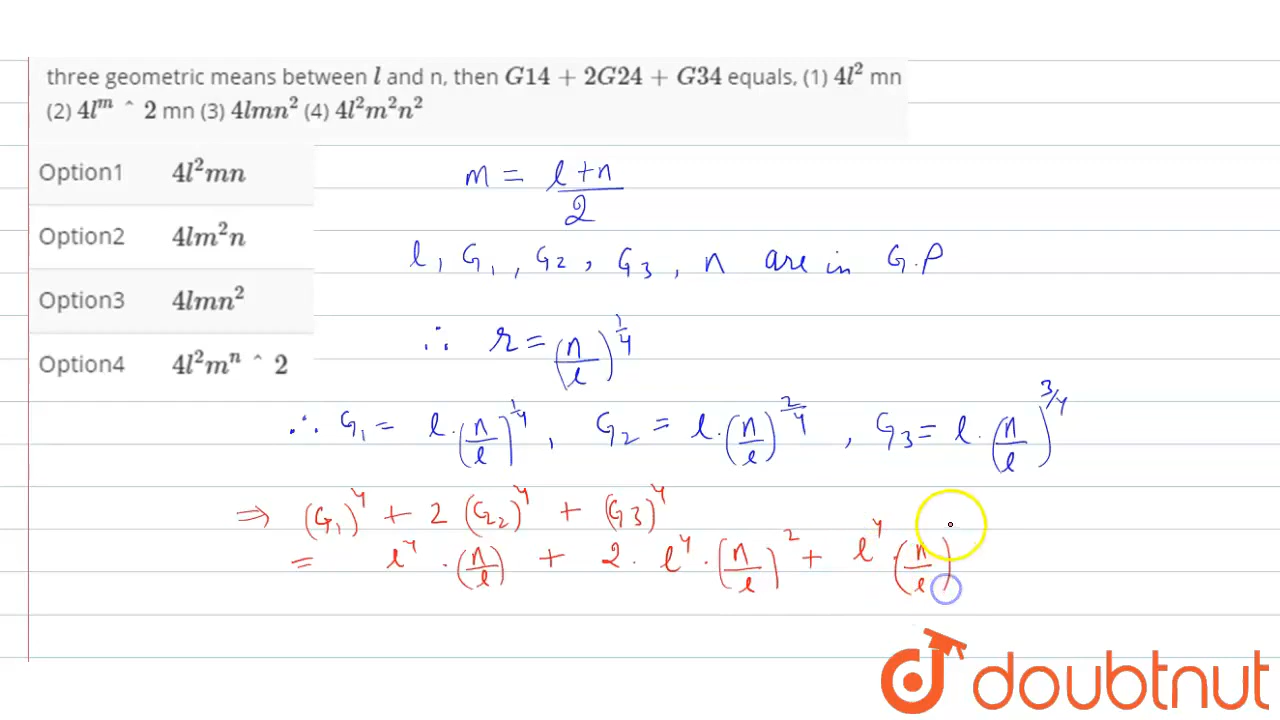 three geometric means between l and n, then G14 + 2G24 + G34 equals, (1) 4l² mn
(2) 4lᵐ ^ 2 mn (3) 4lmn² (4) 4l²m²n²
Option1 4l²mn
Option2 4lm²n
Option3 4lmn²
Option4 4l²mⁿ ^ 2
m = (l+n)/2
l, G₁, G₂, G₃, n are in G.P
∴ r = (n/l)^1/4
∴ G₁ = l.(n/l)^1/4, G₂ = l.(n/l)^2/4, G₃ = l.(n/l)^3/4
⇒ (G₁)⁴ + 2 (G₂)⁴ + (G₃)⁴
= l⁴ . (n/l) + 2. l⁴ . (n/l)² + l⁴ . (n/l)
doubtnut